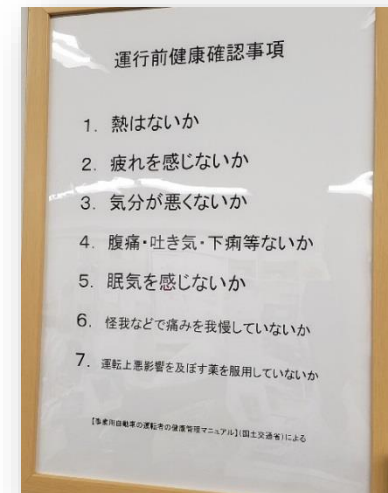 運行前健康確認事項
1. 熱はないか
2. 疲れを感じないか
3. 気分が悪くないか
4. 腹痛・吐き気・下痢等ないか
5. 眠気を感じないか
6. 怪我などで痛みを我慢していないか
7. 運転上悪影響を及ぼす薬を服用していないか
【事業用自動車の運転者の健康管理マニュアル】(国土交通省)による